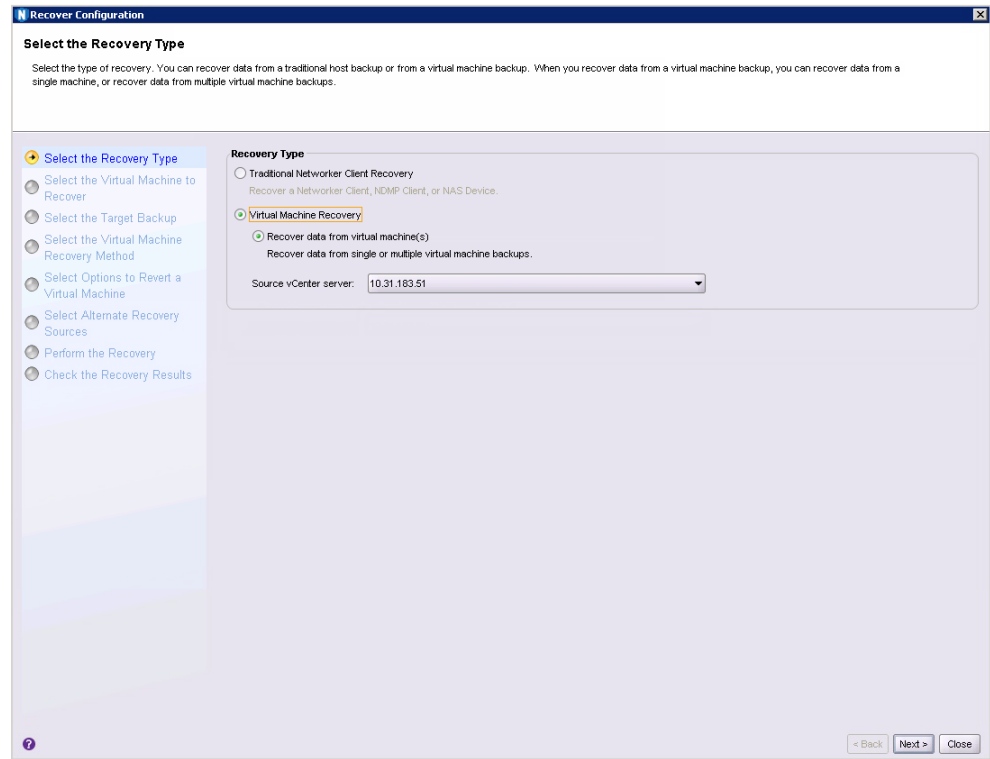 N Recover Configuration
Select the Recovery Type
Select the type of recovery. You can recover data from a traditional host backup or from a virtual machine backup. When you recover data from a virtual machine backup, you can recover data from a
single machine, or recover data from multiple virtual machine backups.
Select the Recovery Type
Select the Virtual Machine to
Recover
Select the Target Backup
Select the Virtual Machine
Recovery Method
Select Options to Revert a
Virtual Machine
Select Alternate Recovery
Sources
Perform the Recovery
Check the Recovery Results
Recovery Type
Traditional Networker Client Recovery
Recover a Networker Client, NDMP Client, or NAS Device.
Virtual Machine Recovery
Recover data from virtual machine(s)
Recover data from single or multiple virtual machine backups.
Source vCenter server: 10.31.183.51
?
< Back Next > Close